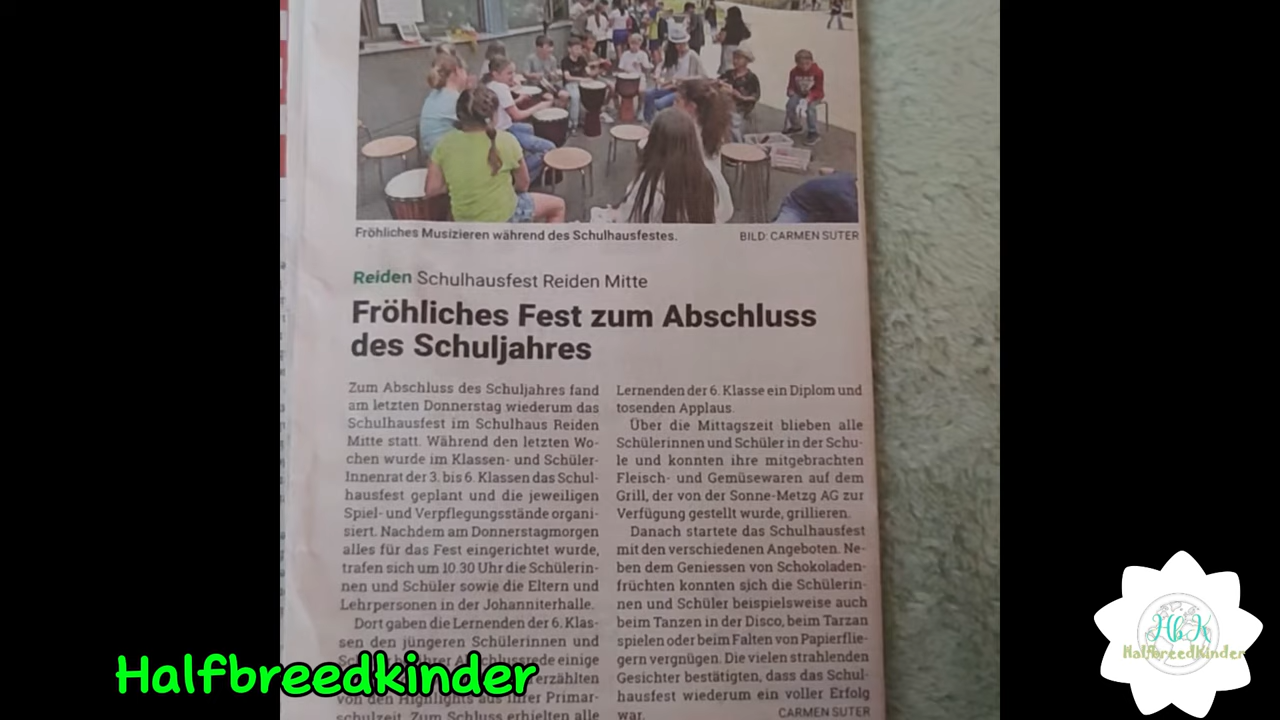 Fröhliches Musizieren während des Schulhausfestes.
BILD: CARMEN SUTER
Reiden Schulhausfest Reiden Mitte
Fröhliches Fest zum Abschluss
des Schuljahres
Zum Abschluss des Schuljahres fand
am letzten Donnerstag wiederum das
Schulhausfest im Schulhaus Reiden
Mitte statt. Während den letzten Wo-
chen wurde im Klassen- und Schüler-
Innenrat der 3. bis 6. Klassen das Schul-
hausfest geplant und die jeweiligen
Spiel- und Verpflegungsstände organi-
siert. Nachdem am Donnerstagmorgen
alles für das Fest eingerichtet wurde,
trafen sich um 10.30 Uhr die Schülerin-
nen und Schüler sowie die Eltern und
Lehrpersonen in der Johanniterhalle.
Dort gaben die Lernenden der 6. Klas-
sen den jüngeren Schülerinnen und
einige
erzählten
von den Highlights aus ihrer Primar-
schulzeit. Zum Schluss erhielten alle
Lernenden der 6. Klasse ein Diplom und
tosenden Applaus.
Über die Mittagszeit blieben alle
Schülerinnen und Schüler in der Schu-
le und konnten ihre mitgebrachten
Fleisch- und Gemüsewaren auf dem
Grill, der von der Sonne-Metzg AG zur
Verfügung gestellt wurde, grillieren.
Danach startete das Schulhausfest
mit den verschiedenen Angeboten. Ne-
ben dem Geniessen von Schokoladen-
früchten konnten sich die Schülerin-
nen und Schüler beispielsweise auch
beim Tanzen in der Disco, beim Tarzan
spielen oder beim Falten von Papierflie-
gern vergnügen. Die vielen strahlenden
Gesichter bestätigten, dass das Schul-
hausfest wiederum ein voller Erfolg
war.
CARMEN SUTER
Halfbreedkinder
HbK
Halfbreedkinder